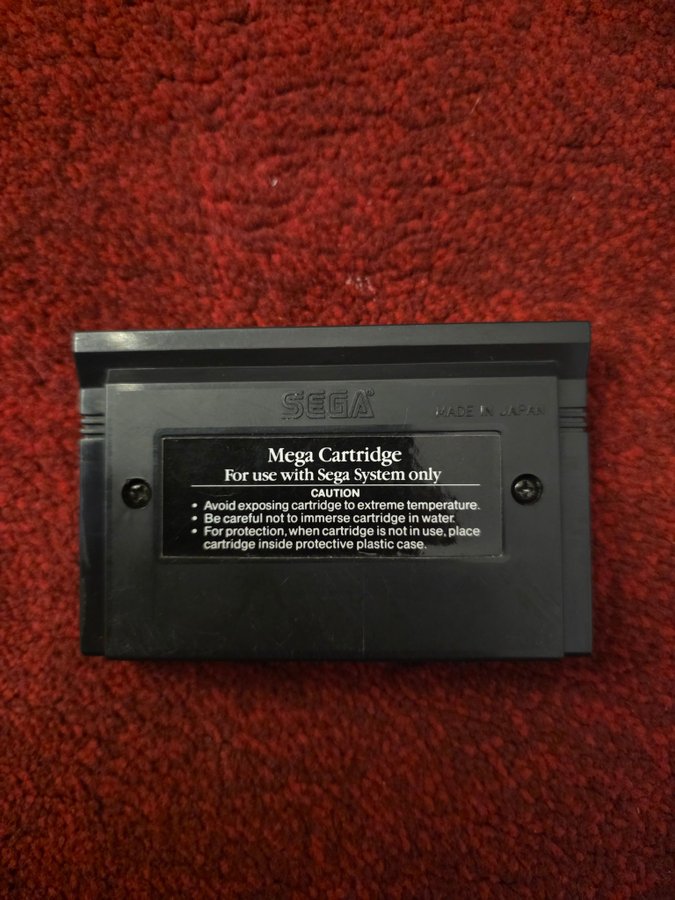 SEGA®
MADE IN JAPAN
Mega Cartridge
For use with Sega System only
CAUTION
• Avoid exposing cartridge to extreme temperature.
• Be careful not to immerse cartridge in water.
• For protection, when cartridge is not in use, place
cartridge inside protective plastic case.